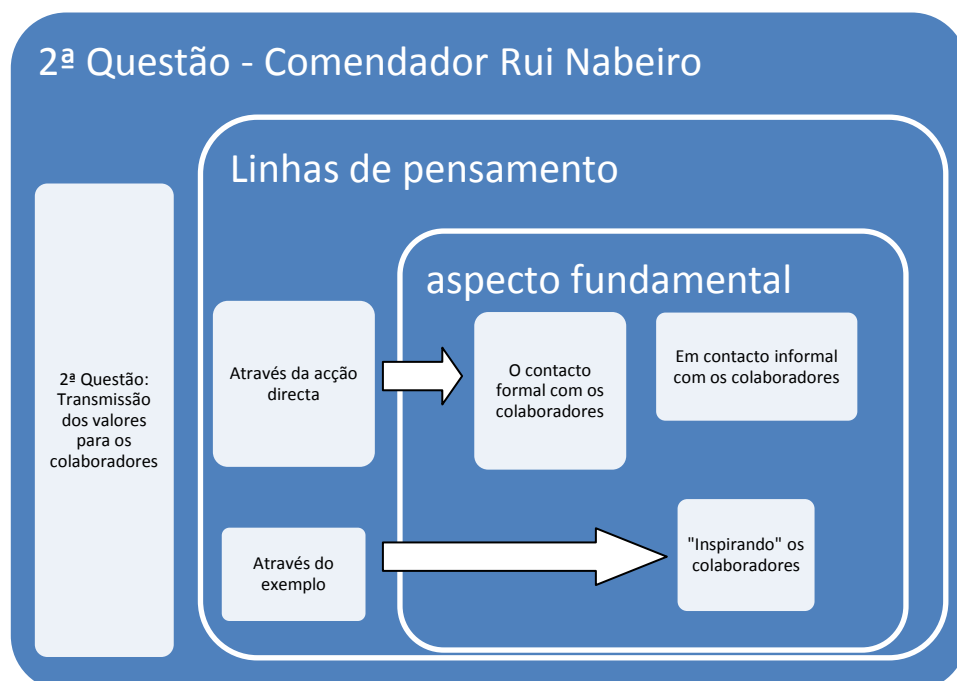 2ª Questão - Comendador Rui Nabeiro
Linhas de pensamento
aspecto fundamental
2ª Questão:
Transmissão
dos valores
para os
colaboradores
Através da acção
directa
O contacto
formal com os
colaboradores
Em contacto informal
com os colaboradores
Através do
exemplo
"Inspirando" os
colaboradores